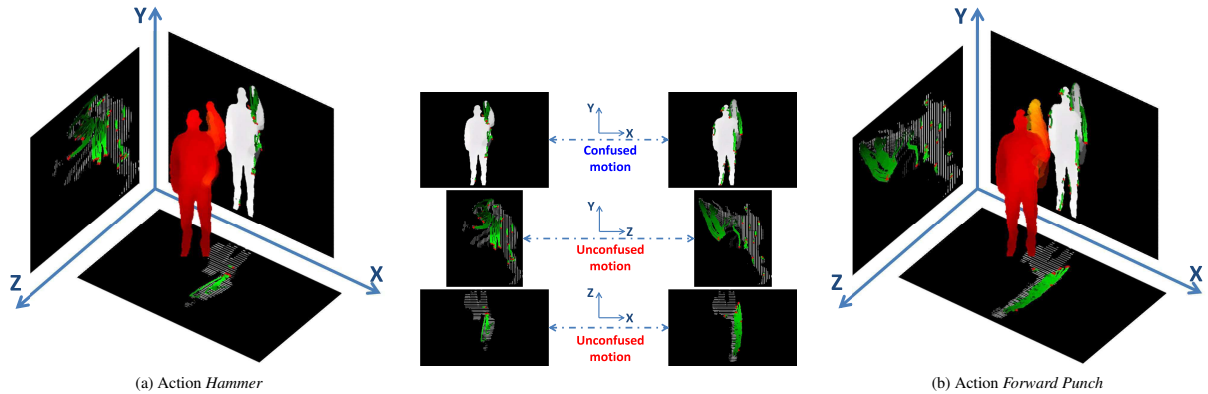 Y
Z
X
(a) Action Hammer
Y
X
Confused
motion
Y
Z
Unconfused
motion
Z
X
Unconfused
motion
Y
Z
X
(b) Action Forward Punch